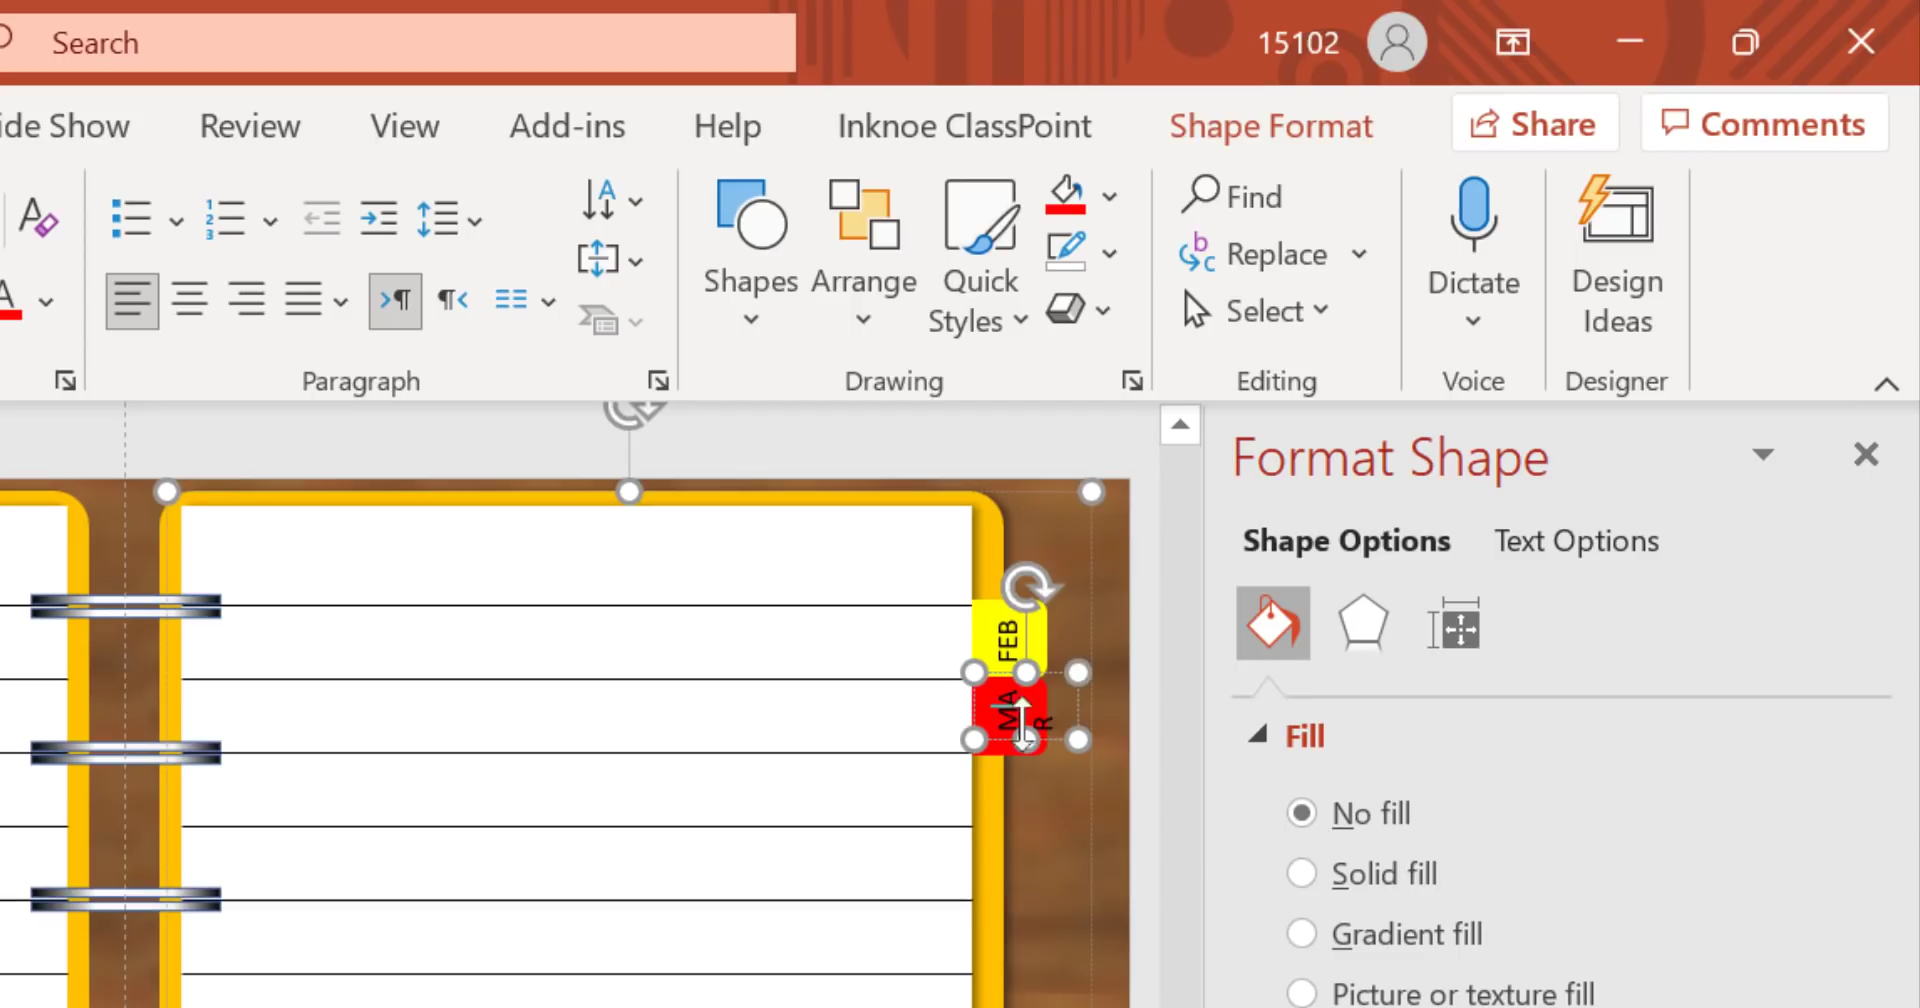 Search
15102
ide Show Review View Add-ins Help Inknoe ClassPoint Shape Format Share Comments
Find
Replace
Select
Shapes Arrange Quick Styles
Dictate
Design Ideas
Paragraph Drawing Editing Voice Designer
Format Shape
Shape Options Text Options
FEB
MA
R
Fill
No fill
Solid fill
Gradient fill
Picture or texture fill